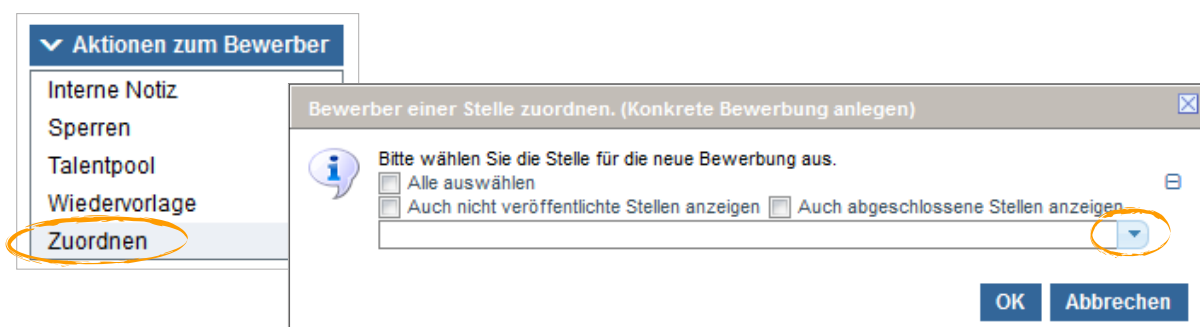 Aktionen zum Bewerber
Interne Notiz
Sperren
Talentpool
Wiedervorlage
Zuordnen
Bewerber einer Stelle zuordnen. (Konkrete Bewerbung anlegen)
Bitte wählen Sie die Stelle für die neue Bewerbung aus.
Alle auswählen
Auch nicht veröffentlichte Stellen anzeigen Auch abgeschlossene Stellen anzeigen
OK Abbrechen